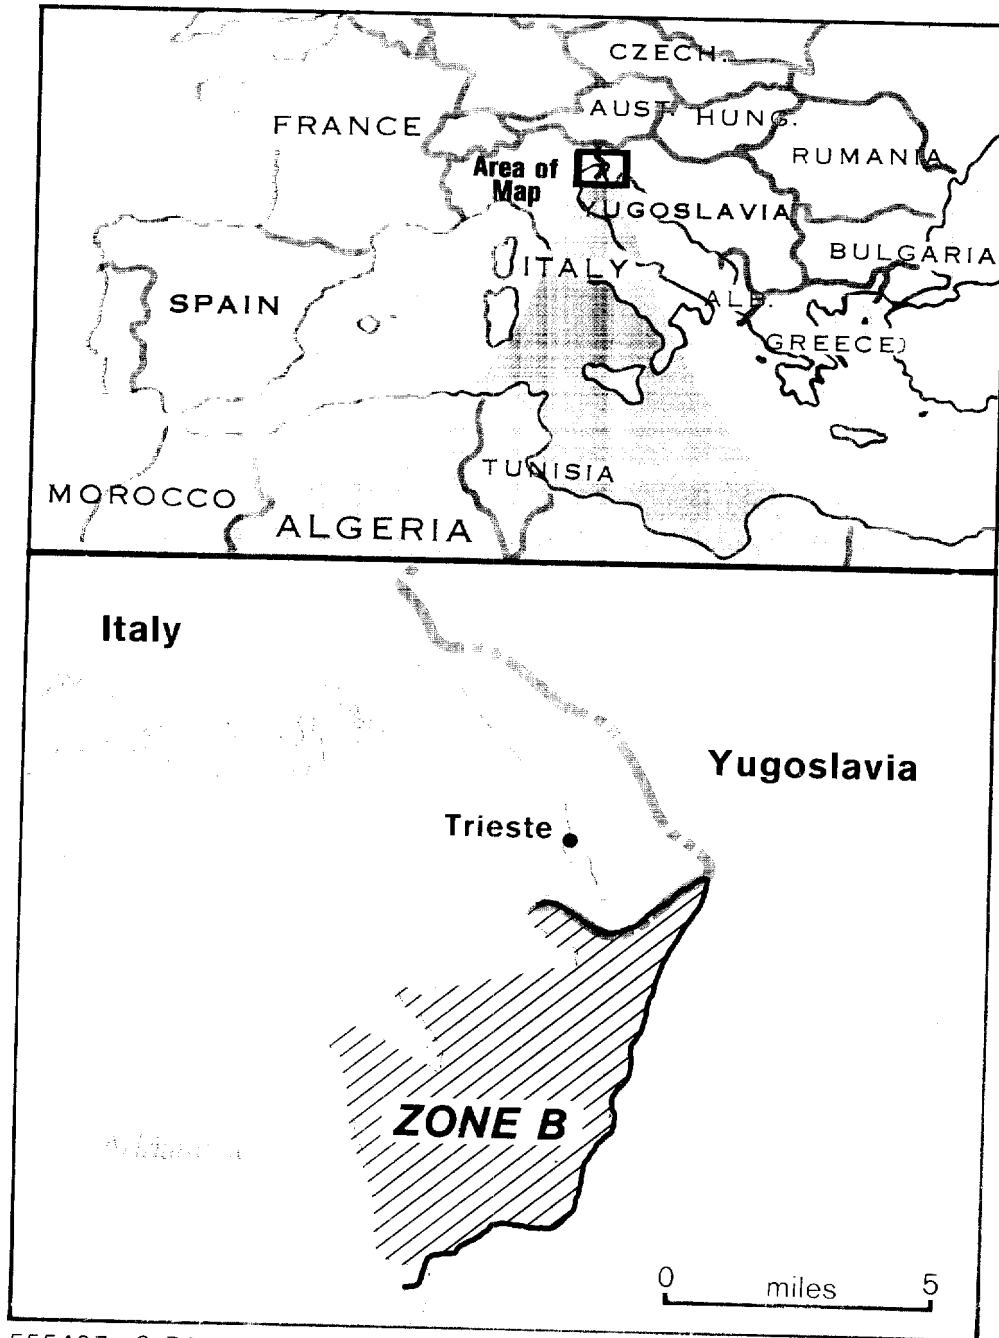 CZECH.
AUST. HUNG.
FRANCE
RUMANIA
Area of
Map
YUGOSLAVIA
BULGARIA
ITALY
SPAIN
ALB.
GREECE
TUNISIA
MOROCCO
ALGERIA
Italy
Yugoslavia
Trieste
ZONE B
0 miles 5